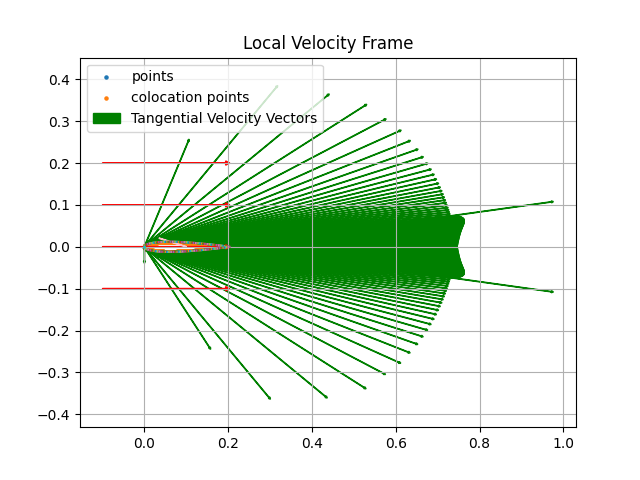 Local Velocity Frame
points
colocation points
Tangential Velocity Vectors
0.4
0.3
0.2
0.1
0.0
−0.1
−0.2
−0.3
−0.4
0.0 0.2 0.4 0.6 0.8 1.0